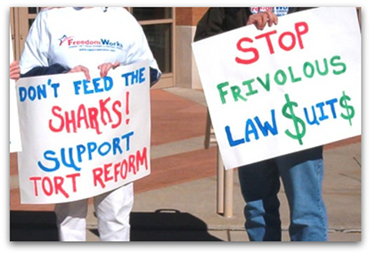 FreedomWorks
DON'T FEED THE
SHARKS!
SUPPORT
TORT REFORM
STOP
FRIVOLOUS
LAW$UIT$